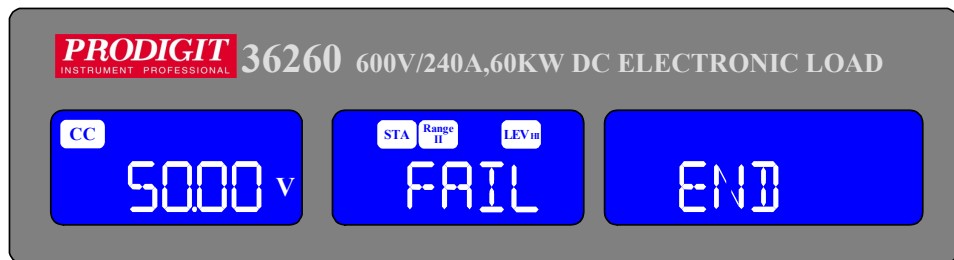 PRODIGIT
INSTRUMENT PROFESSIONAL
36260 600V/240A,60KW DC ELECTRONIC LOAD
CC
50.00 V
STA Range II LEV HI
FAIL
END